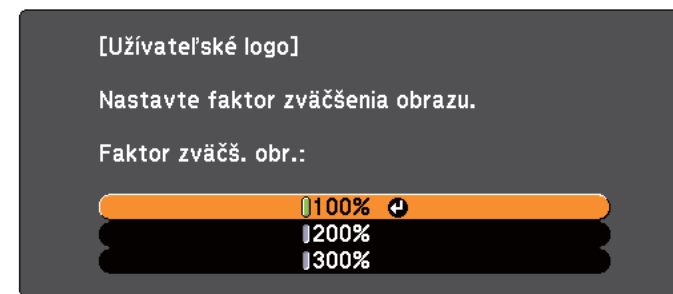 [Užívateľské logo]
Nastavte faktor zväčšenia obrazu.
Faktor zväčš. obr.:
100%
200%
300%